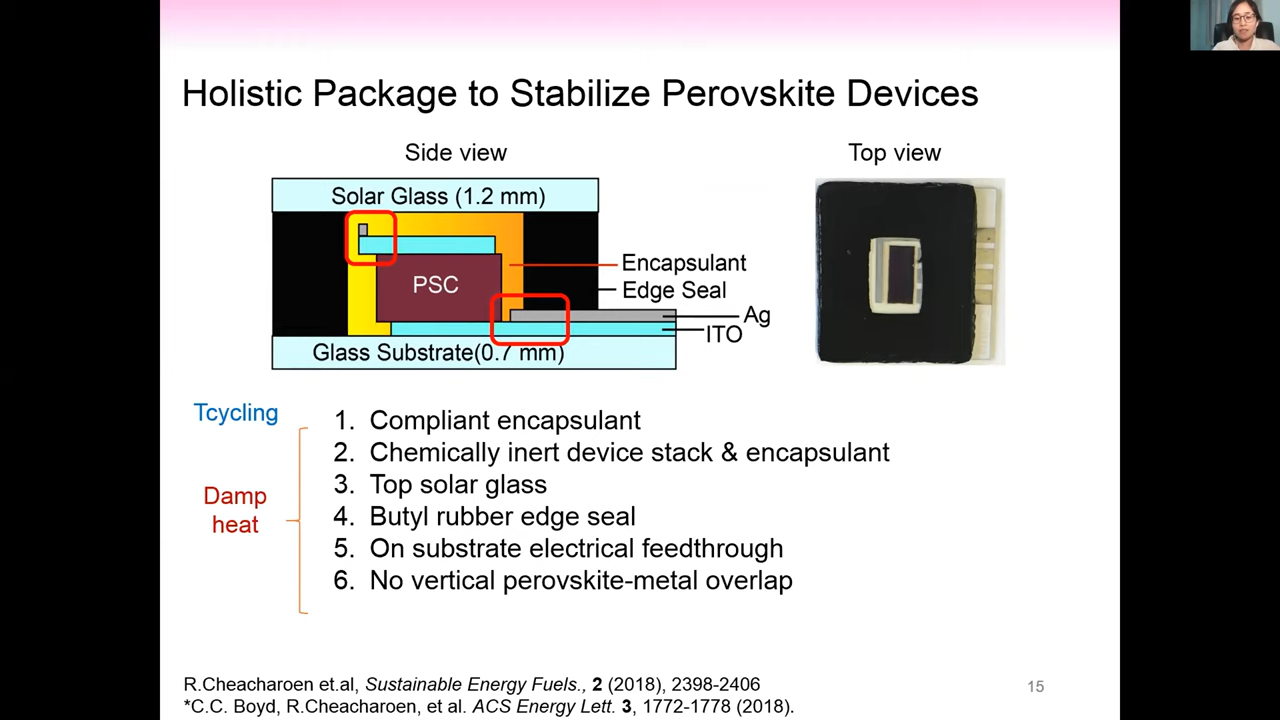 Holistic Package to Stabilize Perovskite Devices
Side view
Top view
Solar Glass (1.2 mm)
PSC
Encapsulant
Edge Seal
Ag
ITO
Glass Substrate(0.7 mm)
Tcycling
Damp
heat
1. Compliant encapsulant
2. Chemically inert device stack & encapsulant
3. Top solar glass
4. Butyl rubber edge seal
5. On substrate electrical feedthrough
6. No vertical perovskite-metal overlap
R.Cheacharoen et.al, Sustainable Energy Fuels., 2 (2018), 2398-2406
*C.C. Boyd, R.Cheacharoen, et al. ACS Energy Lett. 3, 1772-1778 (2018).
15